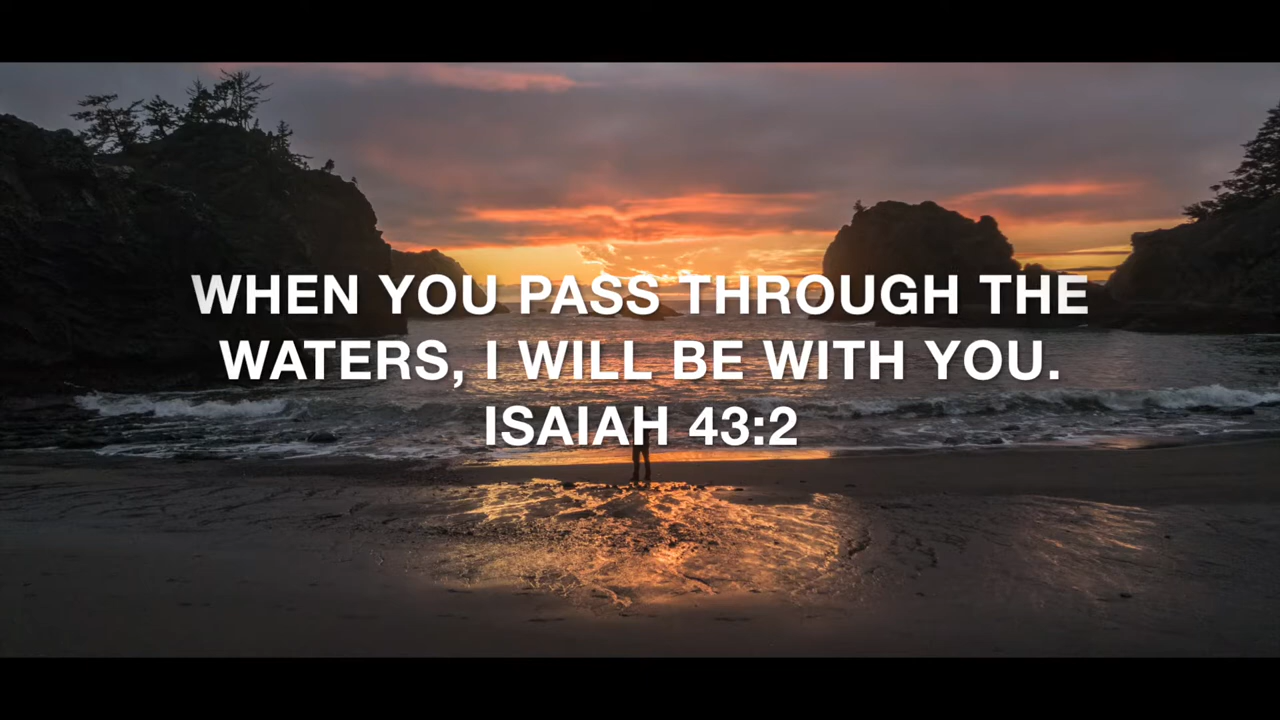 WHEN YOU PASS THROUGH THE
WATERS, I WILL BE WITH YOU.
ISAIAH 43:2